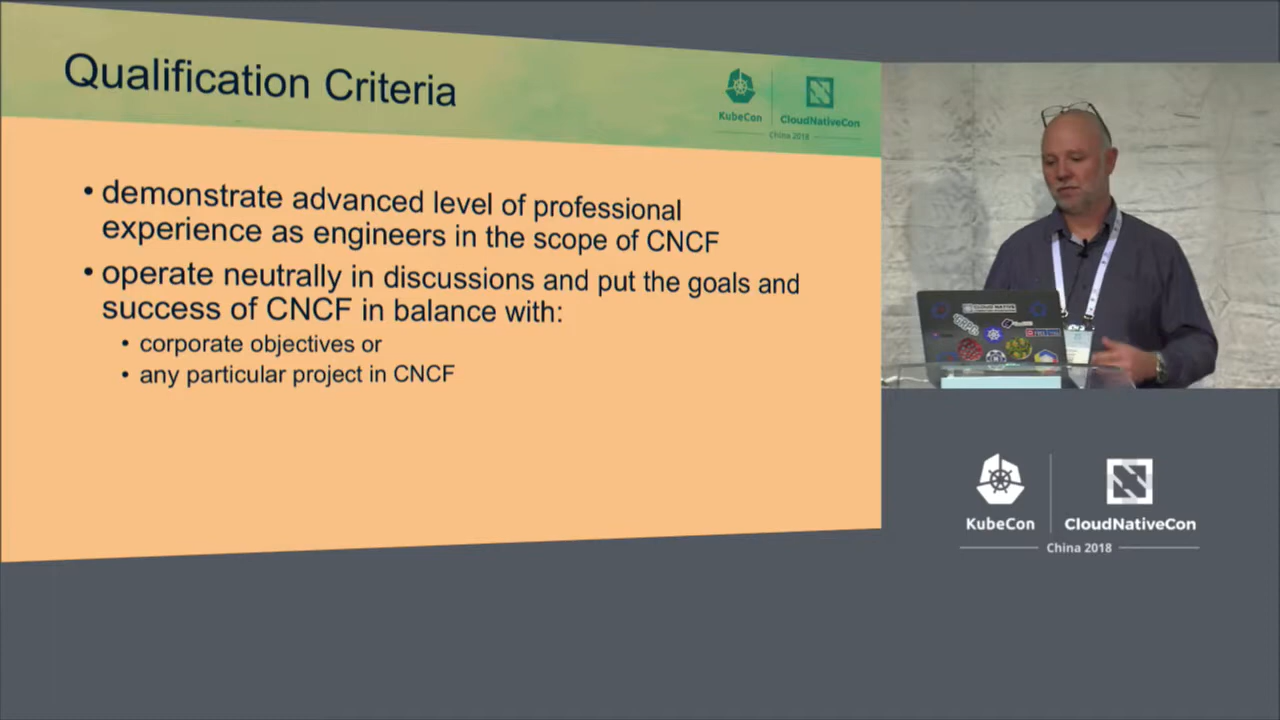 Qualification Criteria
KubeCon
CloudNativeCon
China 2018
• demonstrate advanced level of professional
experience as engineers in the scope of CNCF
• operate neutrally in discussions and put the goals and
success of CNCF in balance with:
• corporate objectives or
• any particular project in CNCF
CLOUD NATIVE
KubeCon
CloudNativeCon
China 2018